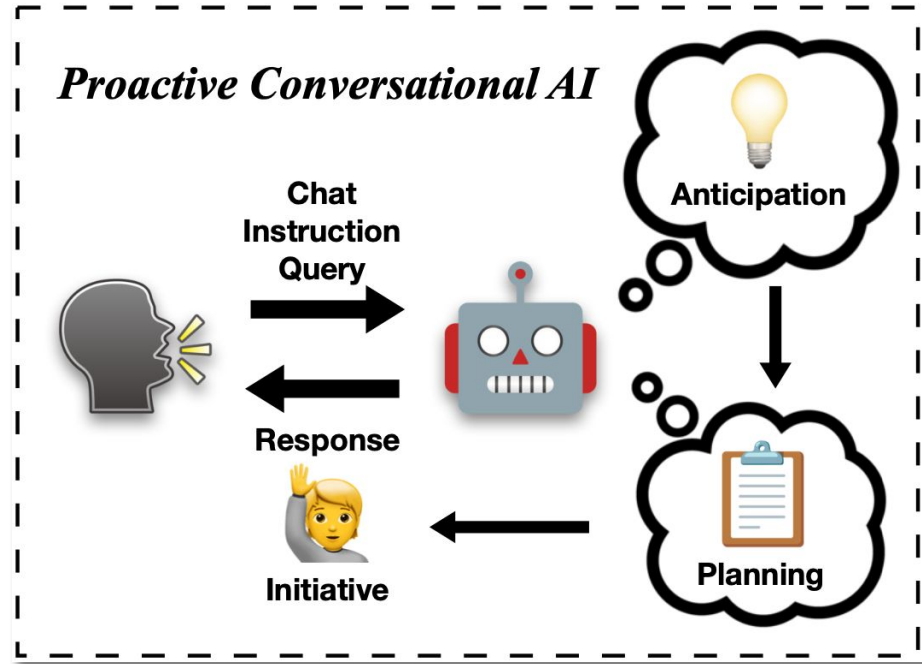 Proactive Conversational AI
Chat
Instruction
Query
Response
Initiative
Anticipation
Planning